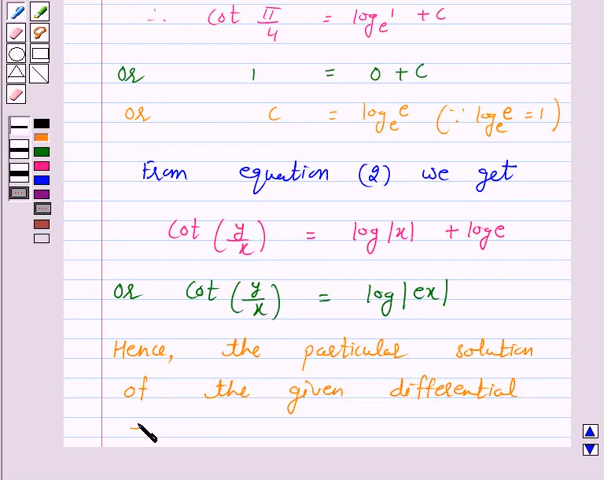 ∴ cot π/4 = logₑ1 + C
or 1 = 0 + C
or C = logₑe (∵ logₑe = 1)
From equation (2) we get
cot (y/x) = log |x| + loge
or cot (y/x) = log |ex|
Hence, the particular solution
of the given differential